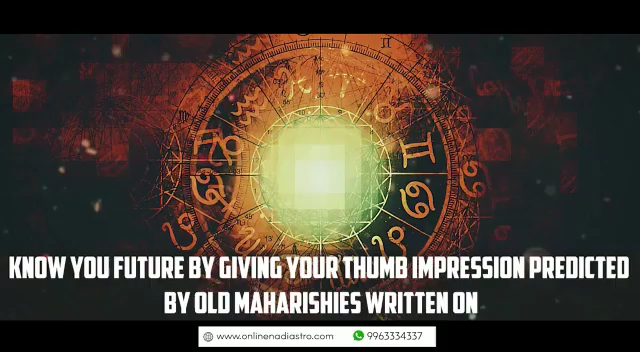 KNOW YOU FUTURE BY GIVING YOUR THUMB IMPRESSION PREDICTED
BY OLD MAHARISHIES WRITTEN ON
www.onlinenadiastro.com 9963334337